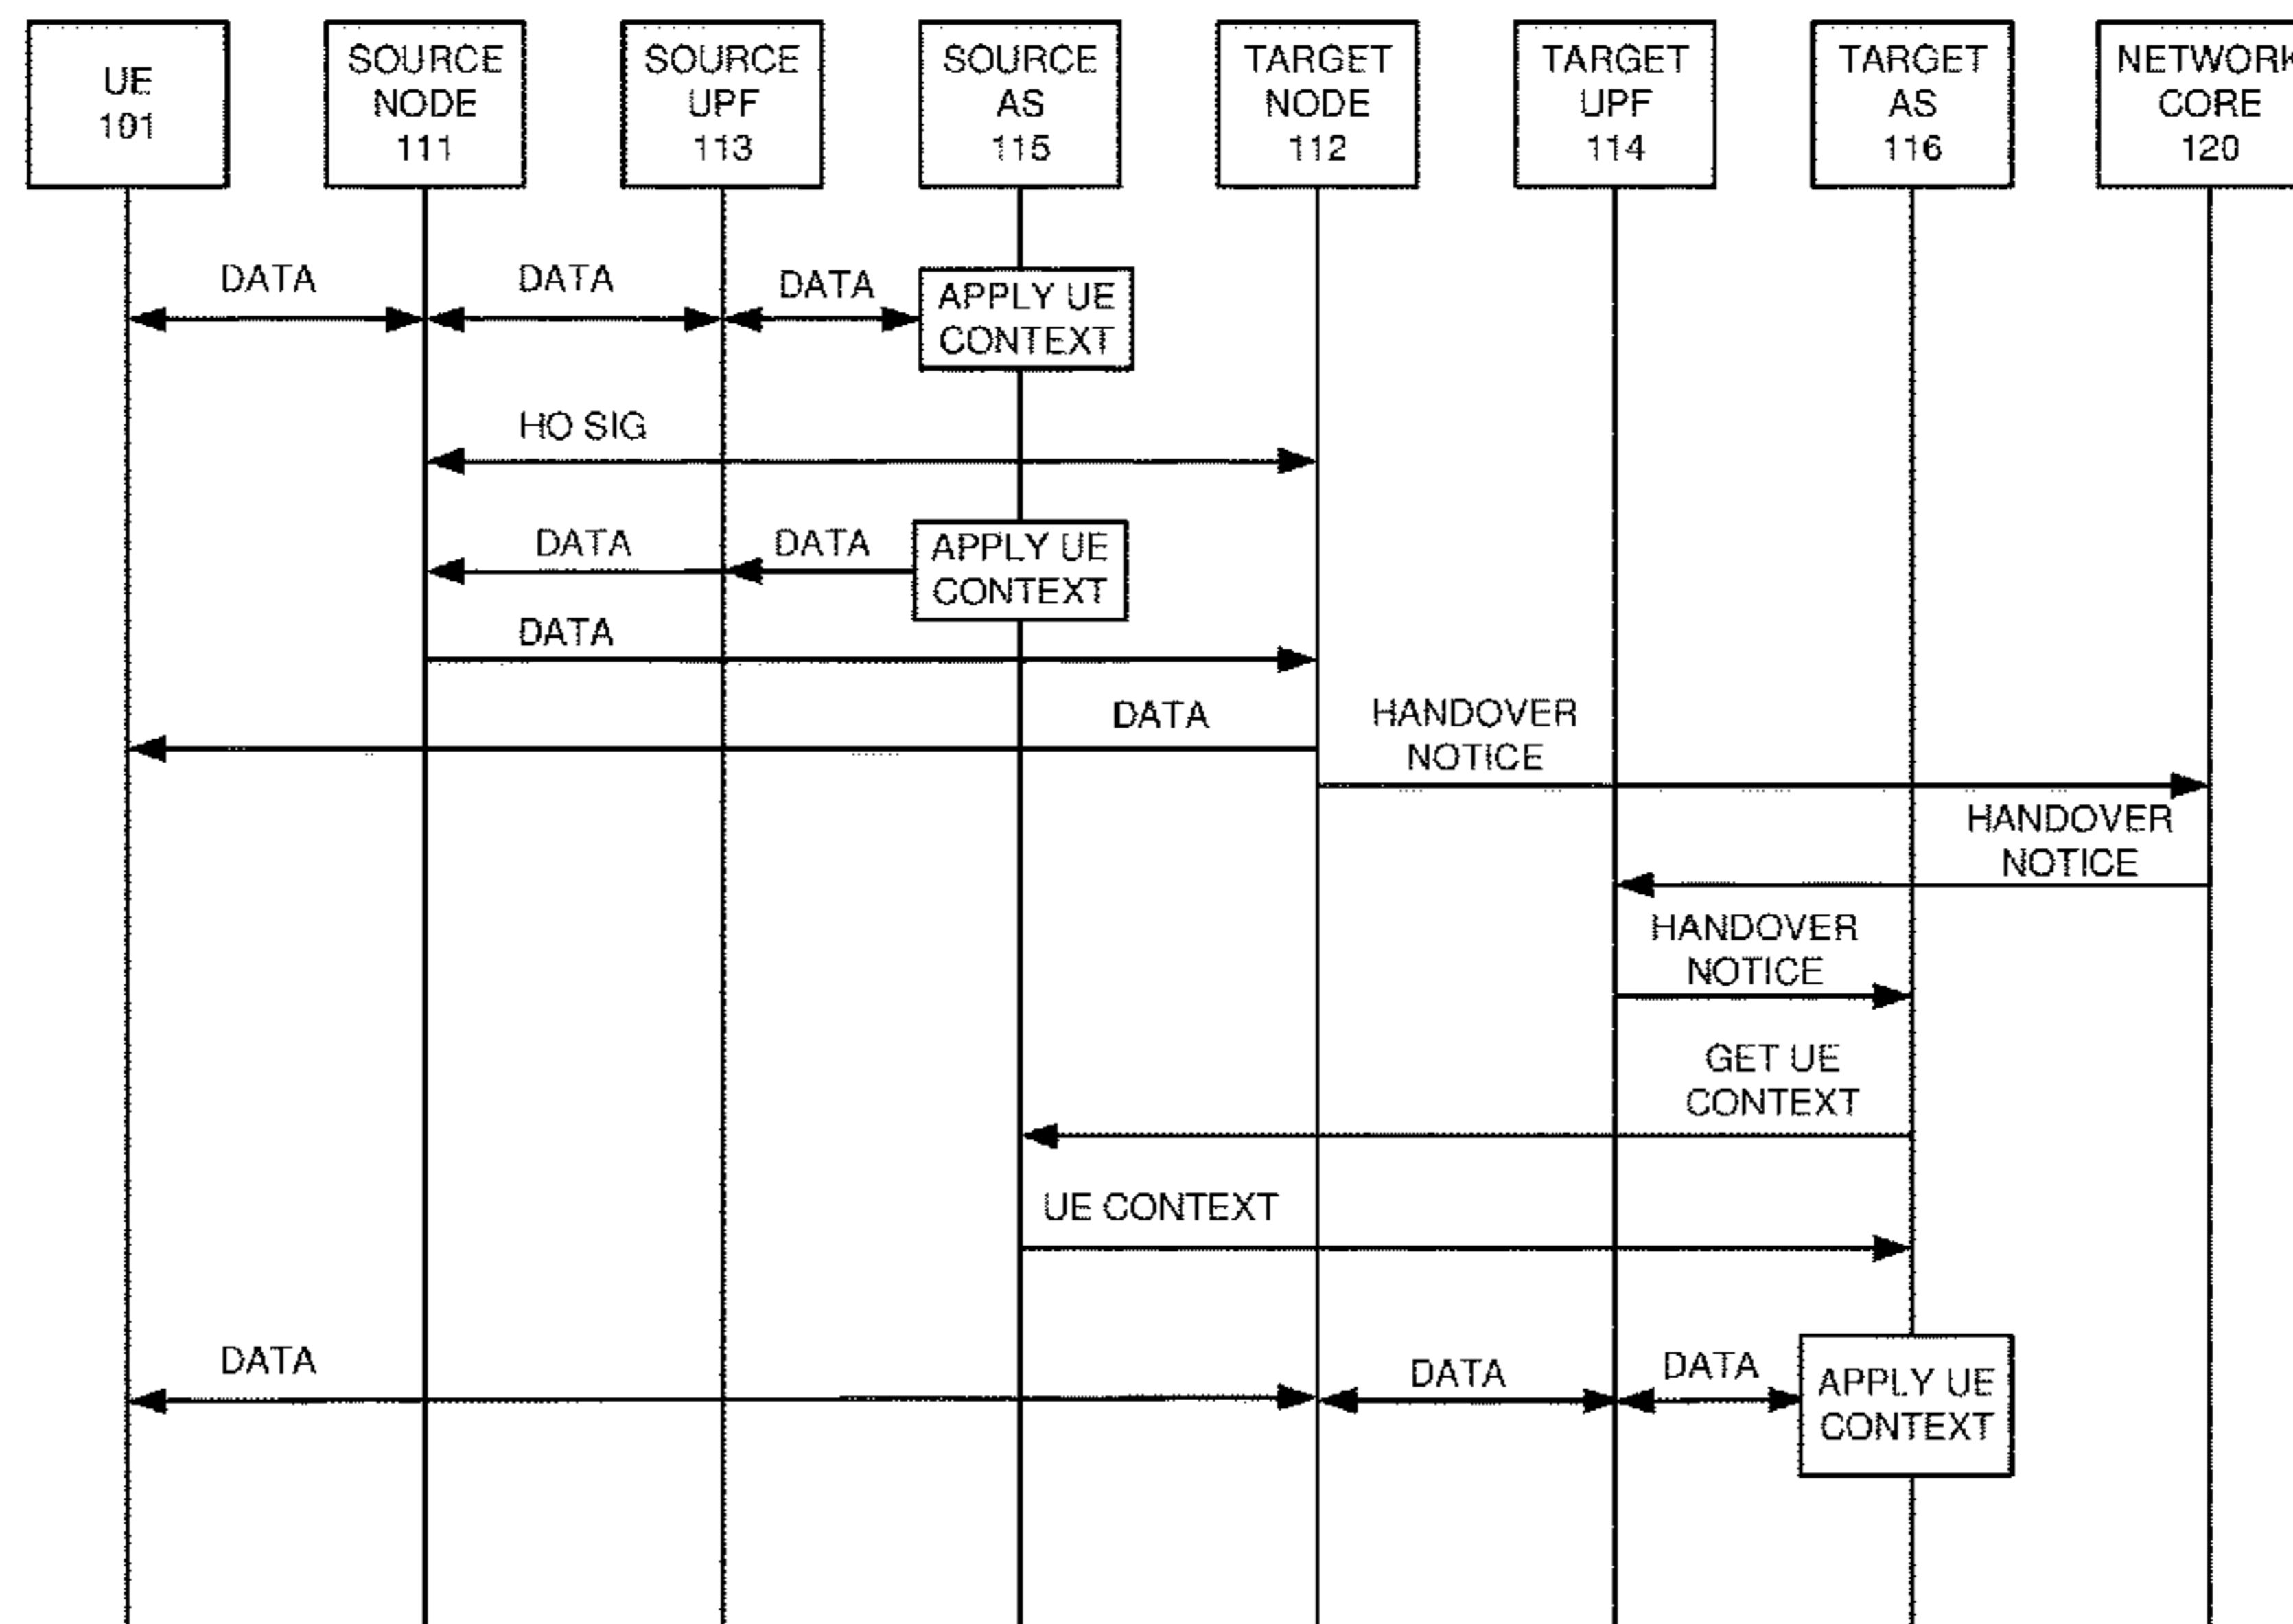 UE
101
SOURCE
NODE
111
SOURCE
UPF
113
SOURCE
AS
115
TARGET
NODE
112
TARGET
UPF
114
TARGET
AS
116
NETWORK
CORE
120
DATA
DATA
DATA
APPLY UE
CONTEXT
HO SIG
DATA
DATA
APPLY UE
CONTEXT
DATA
DATA
HANDOVER
NOTICE
HANDOVER
NOTICE
HANDOVER
NOTICE
GET UE
CONTEXT
UE CONTEXT
DATA
DATA
DATA
APPLY UE
CONTEXT